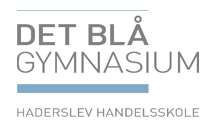 DET BLÅ
GYMNASIUM
HADERSLEV HANDELSSKOLE